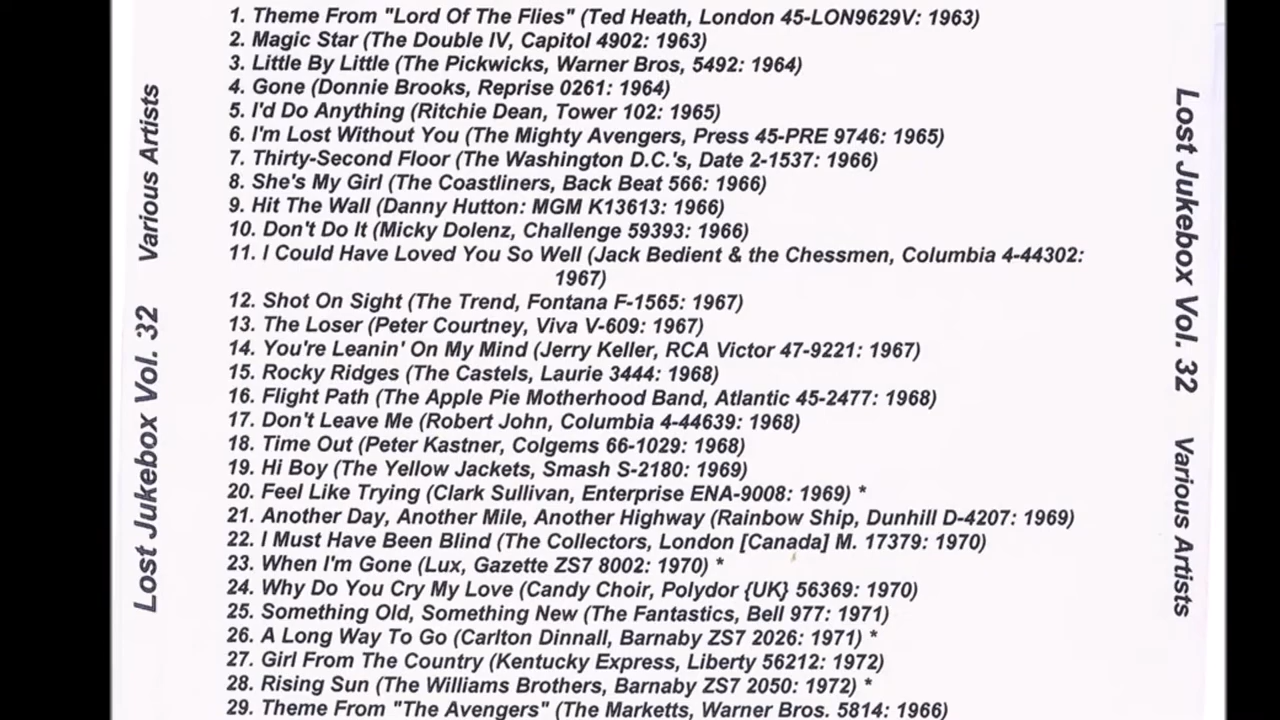 1. Theme From "Lord Of The Flies" (Ted Heath, London 45-LON9629V: 1963)
2. Magic Star (The Double IV, Capitol 4902: 1963)
3. Little By Little (The Pickwicks, Warner Bros, 5492: 1964)
4. Gone (Donnie Brooks, Reprise 0261: 1964)
5. I'd Do Anything (Ritchie Dean, Tower 102: 1965)
6. I'm Lost Without You (The Mighty Avengers, Press 45-PRE 9746: 1965)
7. Thirty-Second Floor (The Washington D.C.'s, Date 2-1537: 1966)
8. She's My Girl (The Coastliners, Back Beat 566: 1966)
9. Hit The Wall (Danny Hutton: MGM K13613: 1966)
10. Don't Do It (Micky Dolenz, Challenge 59393: 1966)
11. I Could Have Loved You So Well (Jack Bedient & the Chessmen, Columbia 4-44302:
1967)
12. Shot On Sight (The Trend, Fontana F-1565: 1967)
13. The Loser (Peter Courtney, Viva V-609: 1967)
14. You're Leanin' On My Mind (Jerry Keller, RCA Victor 47-9221: 1967)
15. Rocky Ridges (The Castels, Laurie 3444: 1968)
16. Flight Path (The Apple Pie Motherhood Band, Atlantic 45-2477: 1968)
17. Don't Leave Me (Robert John, Columbia 4-44639: 1968)
18. Time Out (Peter Kastner, Colgems 66-1029: 1968)
19. Hi Boy (The Yellow Jackets, Smash S-2180: 1969)
20. Feel Like Trying (Clark Sullivan, Enterprise ENA-9008: 1969) *
21. Another Day, Another Mile, Another Highway (Rainbow Ship, Dunhill D-4207: 1969)
22. I Must Have Been Blind (The Collectors, London [Canada] M. 17379: 1970)
23. When I'm Gone (Lux, Gazette ZS7 8002: 1970) *
24. Why Do You Cry My Love (Candy Choir, Polydor {UK} 56369: 1970)
25. Something Old, Something New (The Fantastics, Bell 977: 1971)
26. A Long Way To Go (Carlton Dinnall, Barnaby ZS7 2026: 1971) *
27. Girl From The Country (Kentucky Express, Liberty 56212: 1972)
28. Rising Sun (The Williams Brothers, Barnaby ZS7 2050: 1972) *
29. Theme From "The Avengers" (The Marketts, Warner Bros. 5814: 1966)
Lost Jukebox Vol. 32 Various Artists
Lost Jukebox Vol. 32 Various Artists